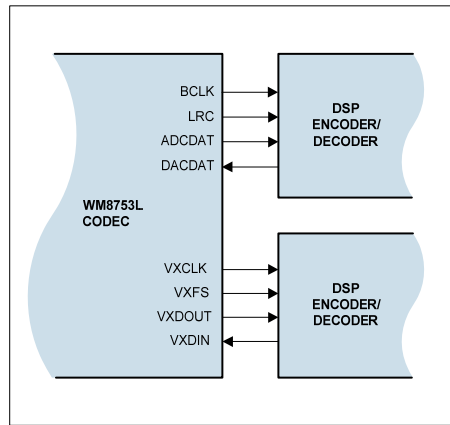 BCLK
LRC
ADCDAT
DACDAT
DSP
ENCODER/
DECODER
WM8753L
CODEC
VXCLK
VXFS
VXDOUT
VXDIN
DSP
ENCODER/
DECODER